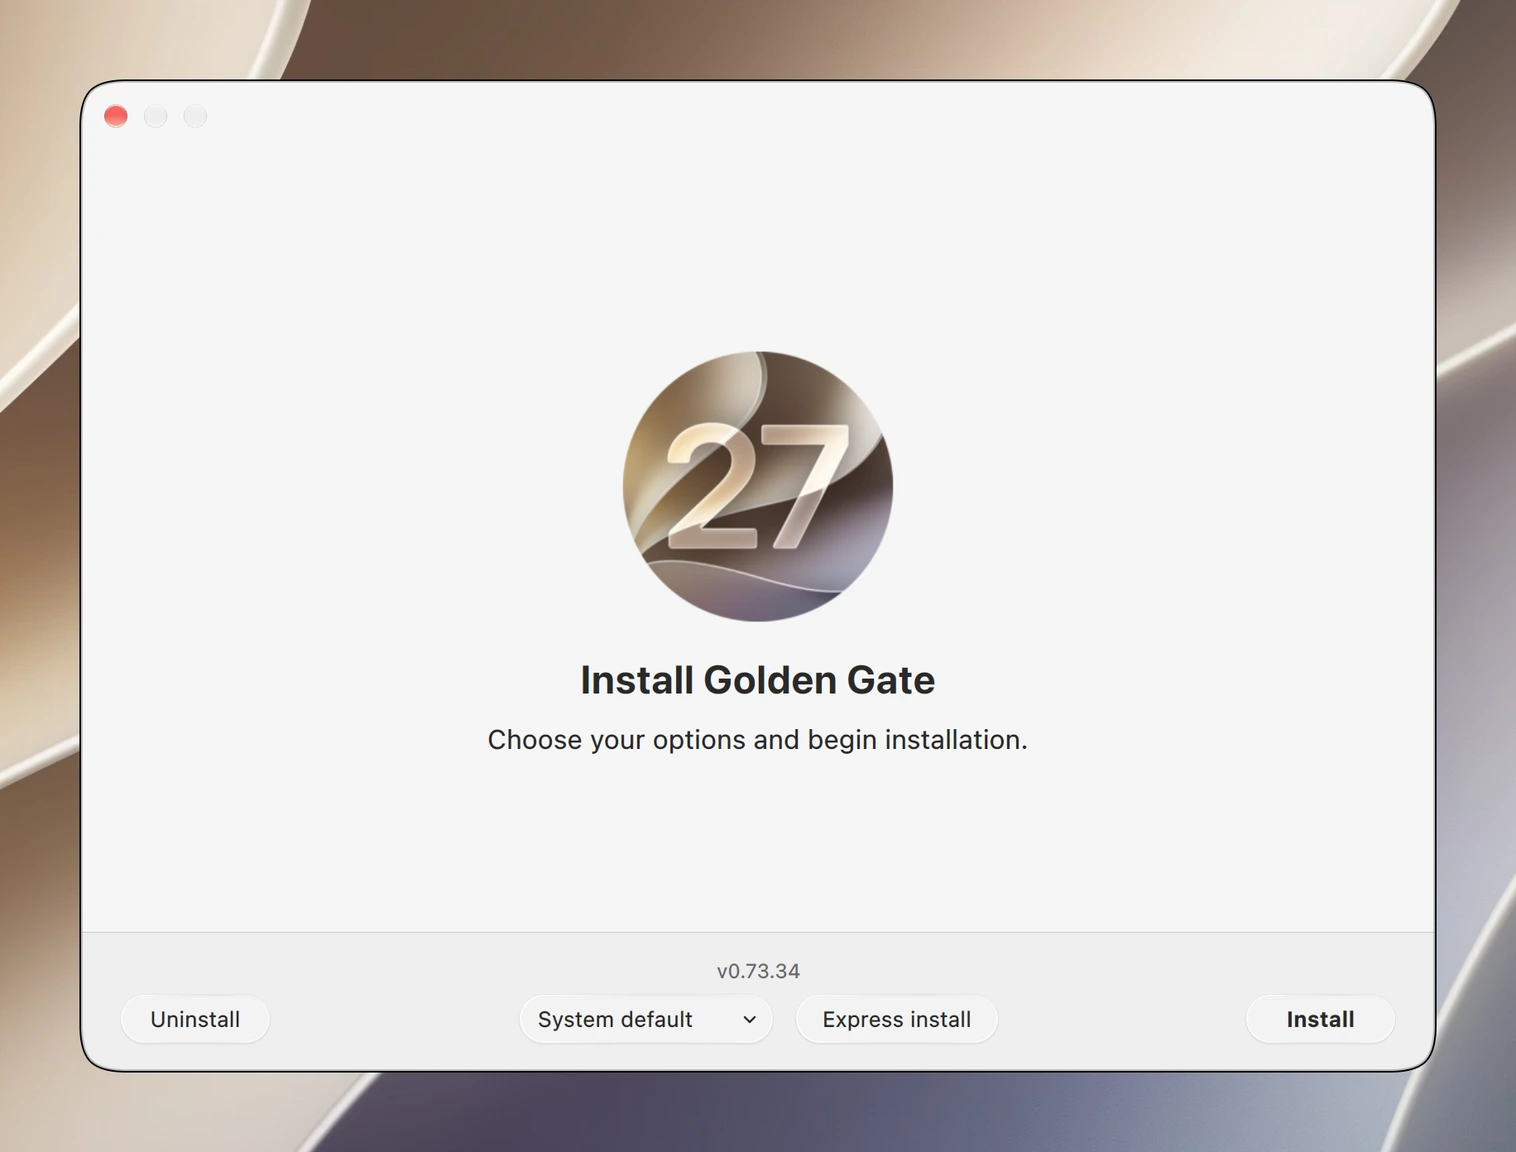 27
Install Golden Gate
Choose your options and begin installation.
v0.73.34
Uninstall
System default
Express install
Install